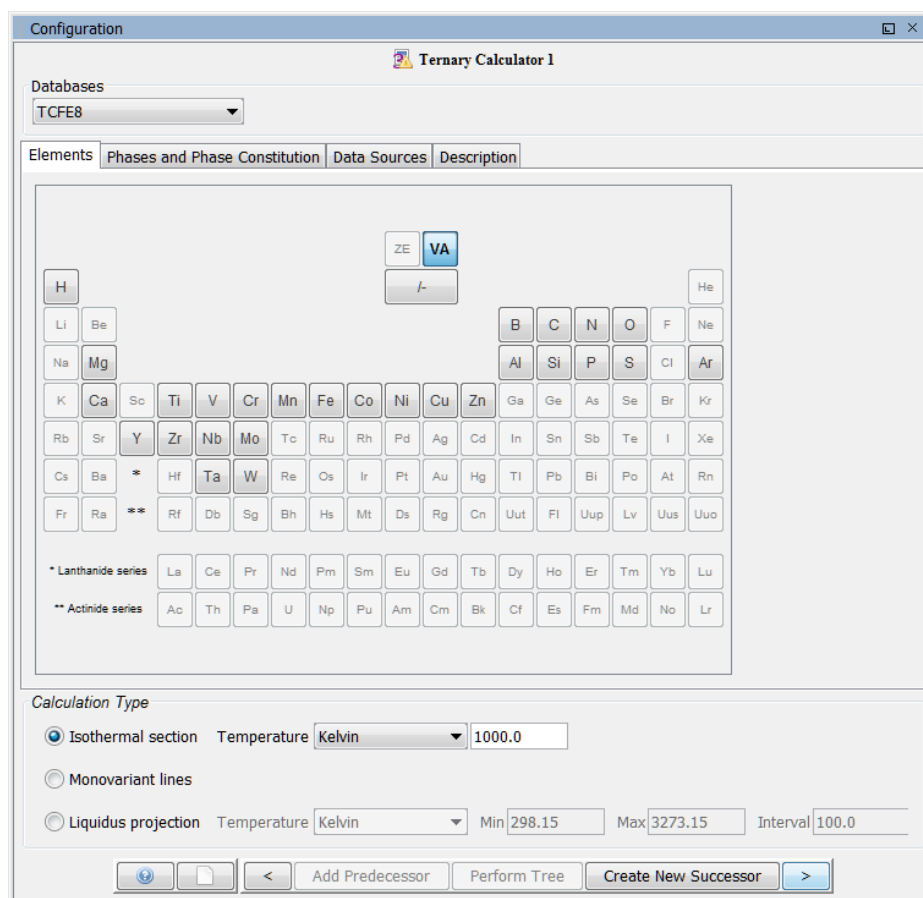 Configuration
Ternary Calculator 1
Databases
TCFE8
Elements Phases and Phase Constitution Data Sources Description
ZE VA
H /- He
Li Be B C N O F Ne
Na Mg Al Si P S Cl Ar
K Ca Sc Ti V Cr Mn Fe Co Ni Cu Zn Ga Ge As Se Br Kr
Rb Sr Y Zr Nb Mo Tc Ru Rh Pd Ag Cd In Sn Sb Te I Xe
Cs Ba * Hf Ta W Re Os Ir Pt Au Hg Tl Pb Bi Po At Rn
Fr Ra ** Rf Db Sg Bh Hs Mt Ds Rg Cn Uut Fl Uup Lv Uus Uuo
* Lanthanide series La Ce Pr Nd Pm Sm Eu Gd Tb Dy Ho Er Tm Yb Lu
** Actinide series Ac Th Pa U Np Pu Am Cm Bk Cf Es Fm Md No Lr
Calculation Type
Isothermal section Temperature Kelvin 1000.0
Monovariant lines
Liquidus projection Temperature Kelvin Min 298.15 Max 3273.15 Interval 100.0
< Add Predecessor Perform Tree Create New Successor >